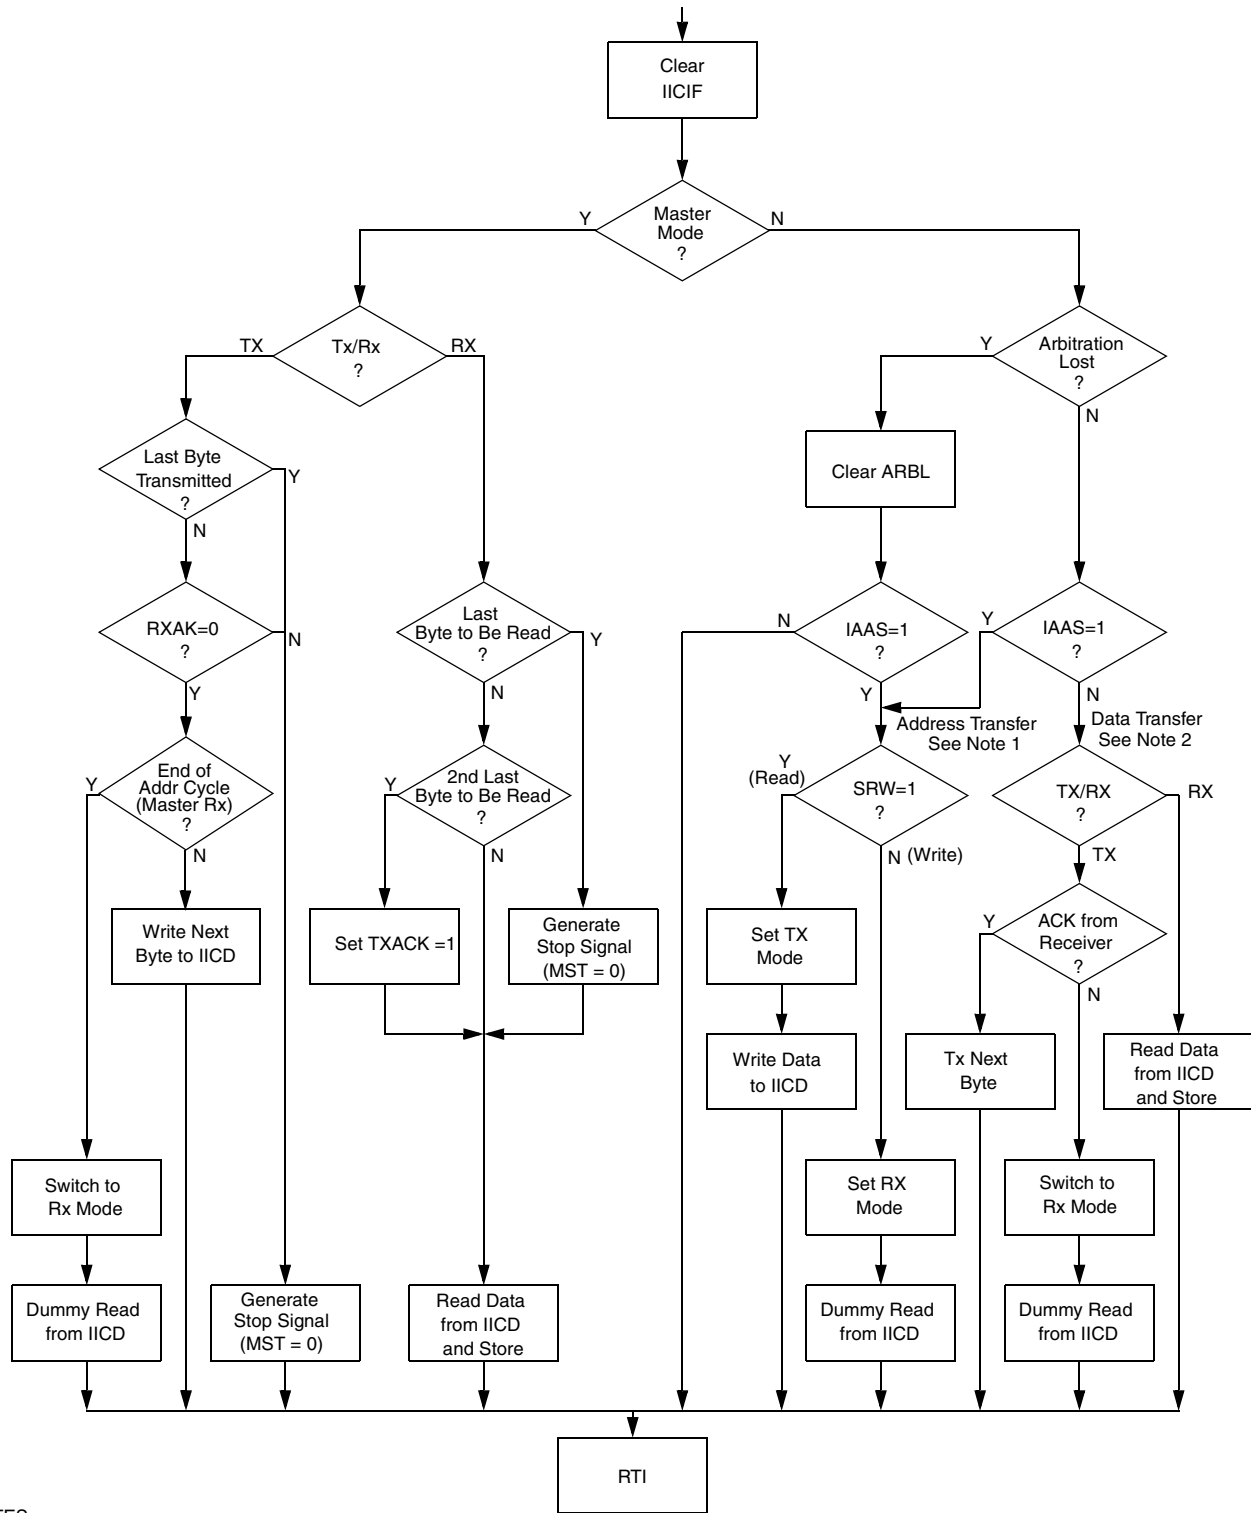 Clear
IICIF
Master
Mode
?
Y
N
Tx/Rx
?
TX
RX
Arbitration
Lost
?
Y
N
Last Byte
Transmitted
?
Y
N
Clear ARBL
RXAK=0
?
N
Y
Last
Byte to Be Read
?
Y
N
IAAS=1
?
N
Y
IAAS=1
?
Y
N
Address Transfer
See Note 1
Data Transfer
See Note 2
End of
Addr Cycle
(Master Rx)
?
Y
N
2nd Last
Byte to Be Read
?
Y
N
SRW=1
?
Y
(Read)
N (Write)
TX/RX
?
RX
TX
Write Next
Byte to IICD
Set TXACK =1
Generate
Stop Signal
(MST = 0)
Set TX
Mode
ACK from
Receiver
?
Y
N
Write Data
to IICD
Tx Next
Byte
Read Data
from IICD
and Store
Switch to
Rx Mode
Set RX
Mode
Switch to
Rx Mode
Dummy Read
from IICD
Generate
Stop Signal
(MST = 0)
Read Data
from IICD
and Store
Dummy Read
from IICD
Dummy Read
from IICD
RTI